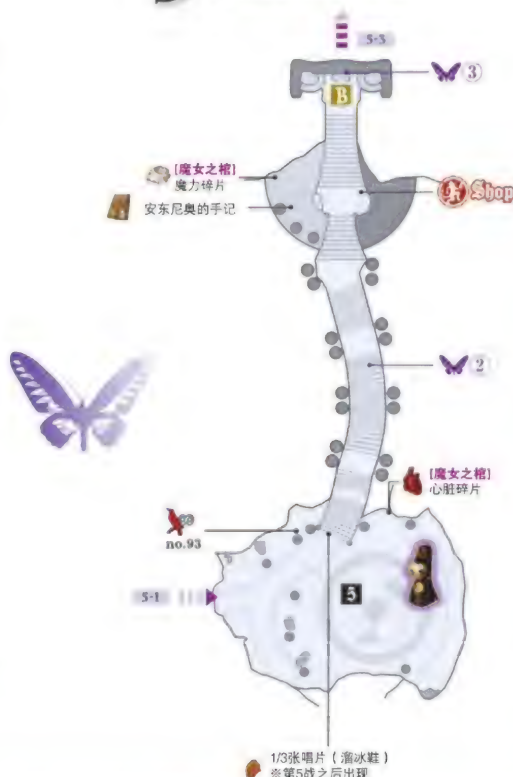 5-3
③
B
[魔女之棺]
魔力碎片
安东尼奥的手记
Shop
②
[魔女之棺]
心脏碎片
no.93
5-1
5
1/3张唱片（溜冰鞋）
※第5战之后出现